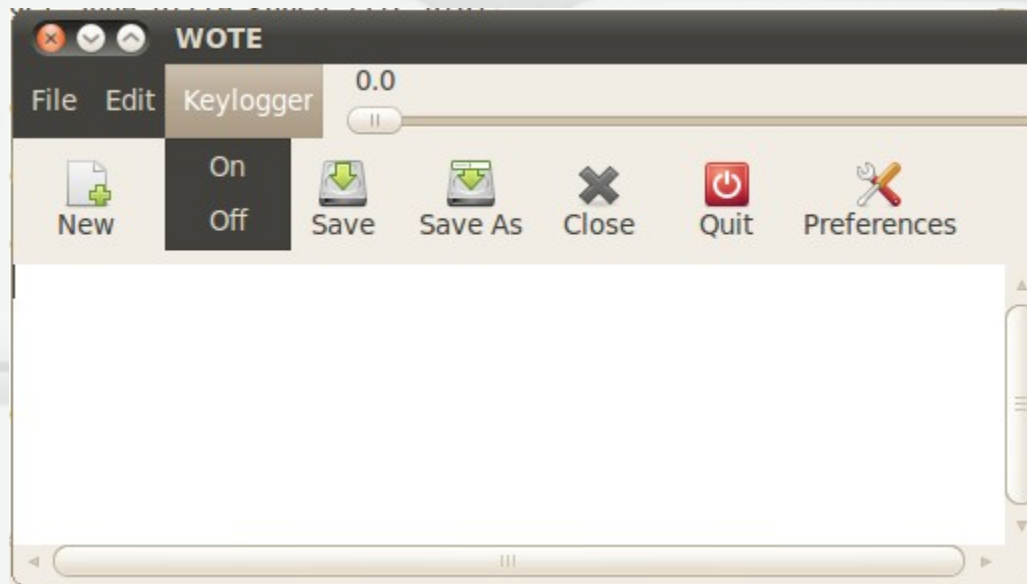 WOTE
File Edit Keylogger 0.0
On
Off
New Save Save As Close Quit Preferences